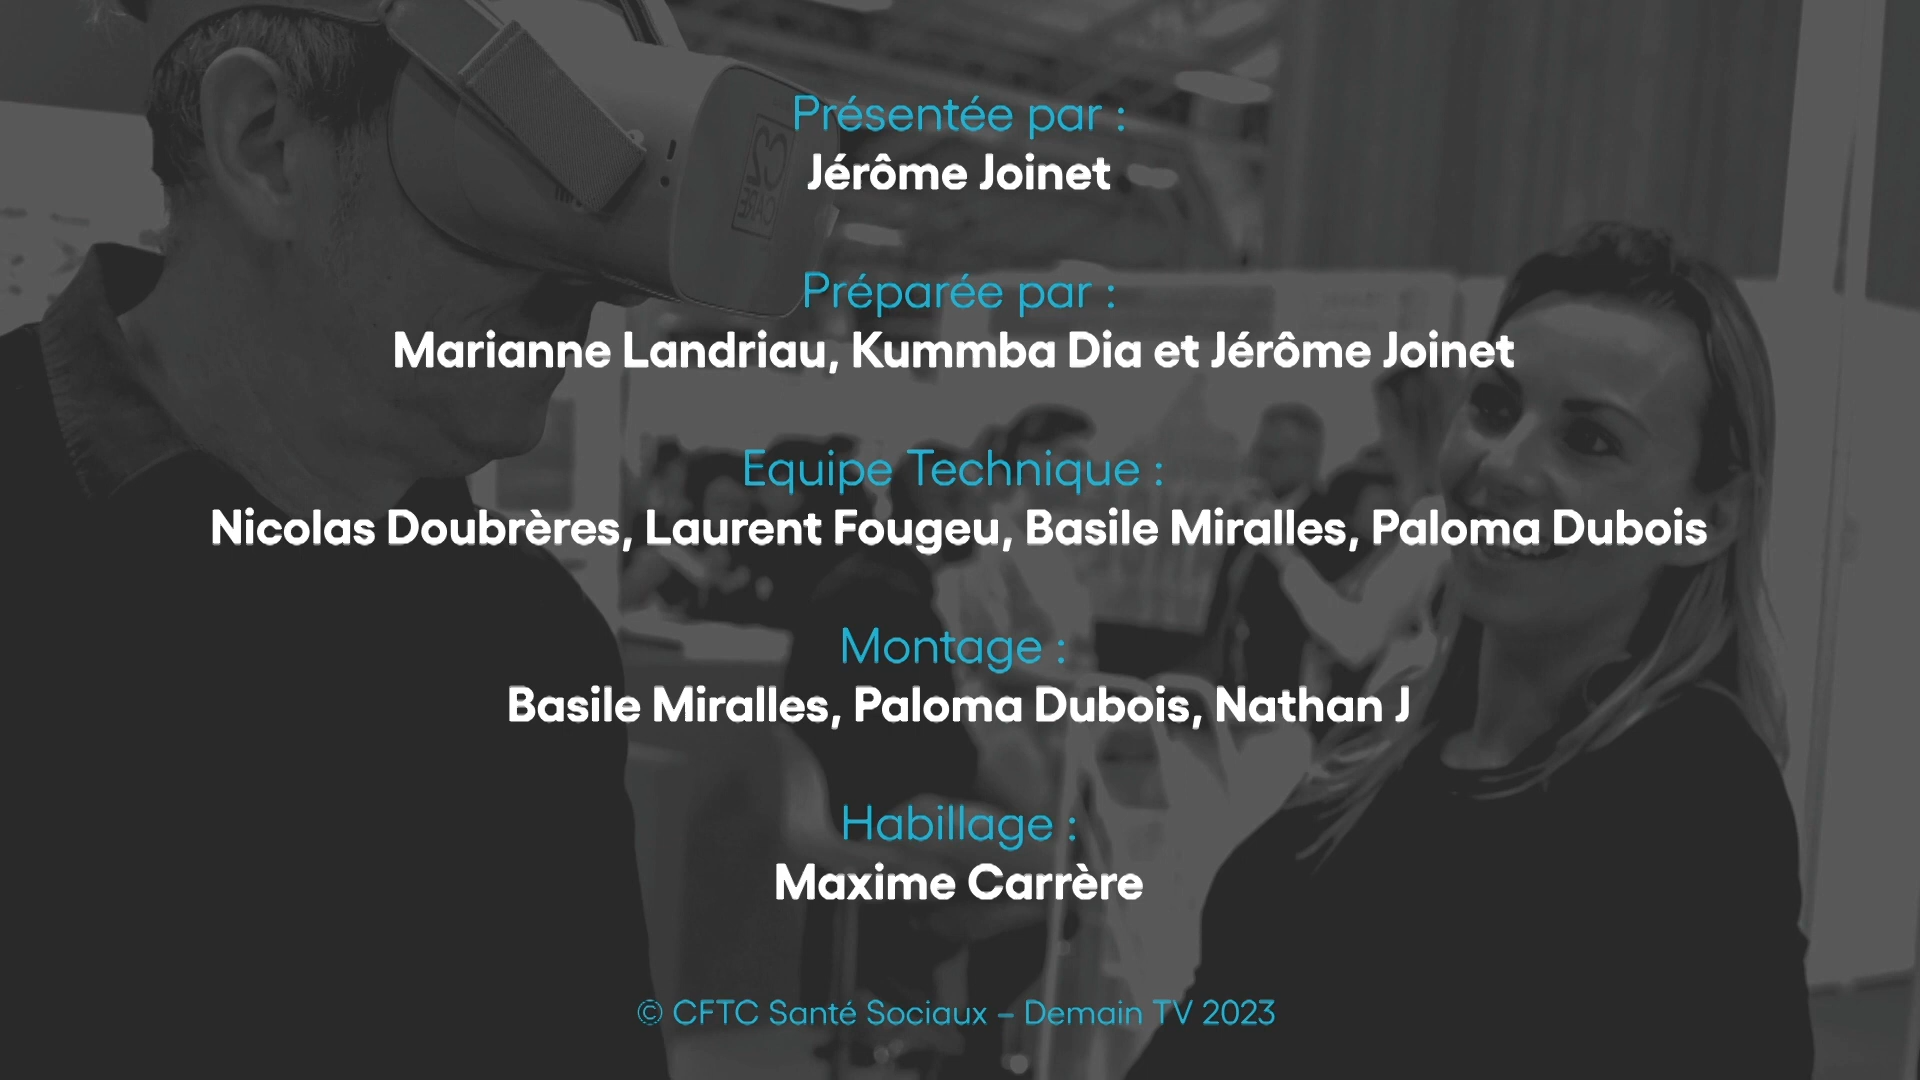 Présentée par :
Jérôme Joinet
Préparée par :
Marianne Landriau, Kummba Dia et Jérôme Joinet
Equipe Technique :
Nicolas Doubrères, Laurent Fougeu, Basile Miralles, Paloma Dubois
Montage :
Basile Miralles, Paloma Dubois, Nathan J
Habillage :
Maxime Carrère
© CFTC Santé Sociaux – Demain TV 2023